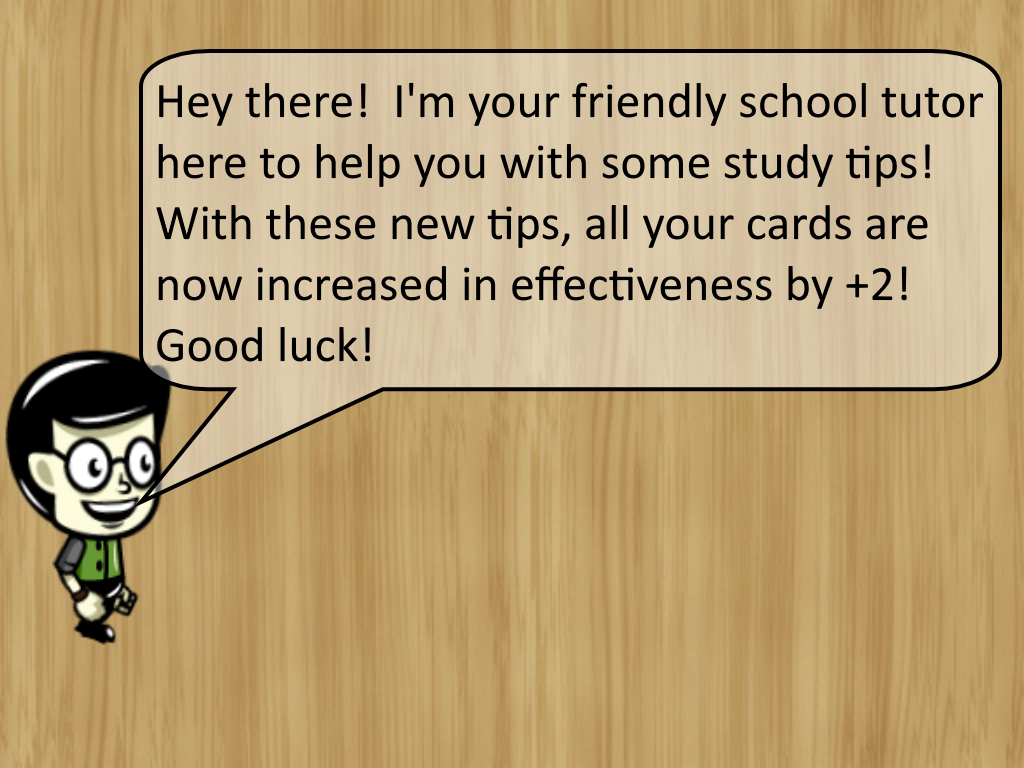 Hey there!  I'm your friendly school tutor
here to help you with some study tips!
With these new tips, all your cards are
now increased in effectiveness by +2!
Good luck!